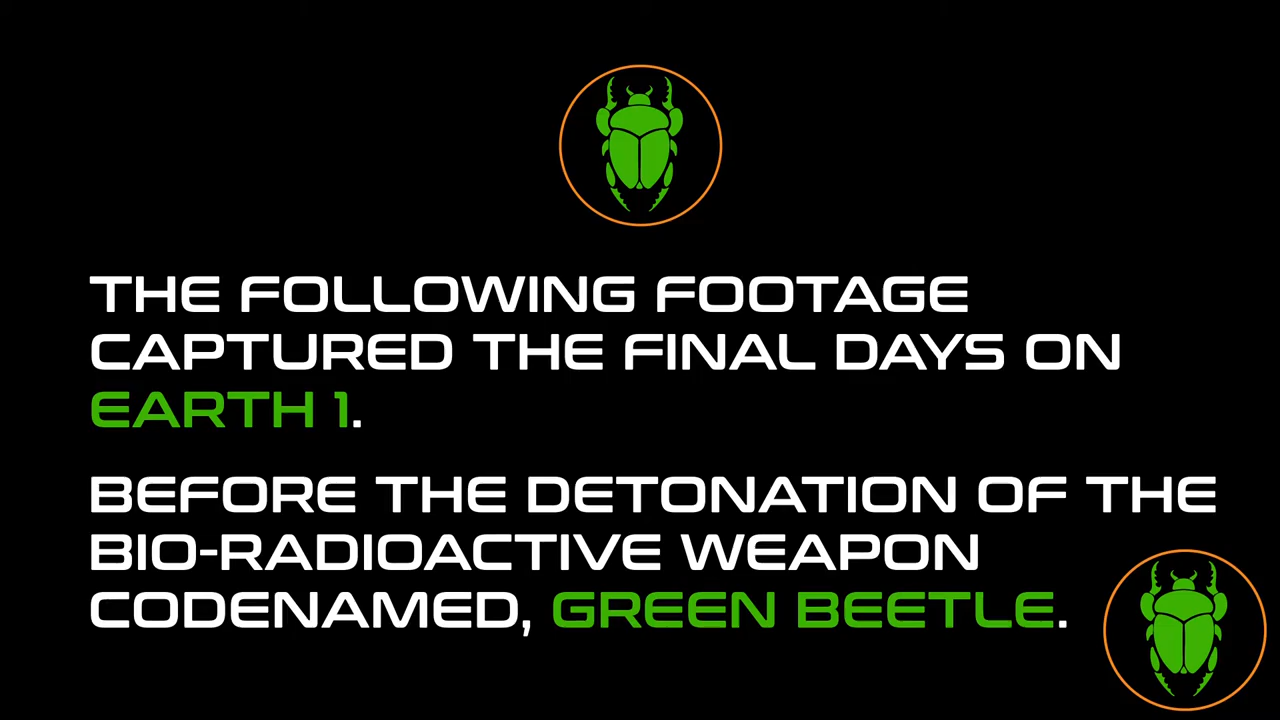 THE FOLLOWING FOOTAGE
CAPTURED THE FINAL DAYS ON
EARTH 1.
BEFORE THE DETONATION OF THE
BIO-RADIOACTIVE WEAPON
CODENAMED, GREEN BEETLE.